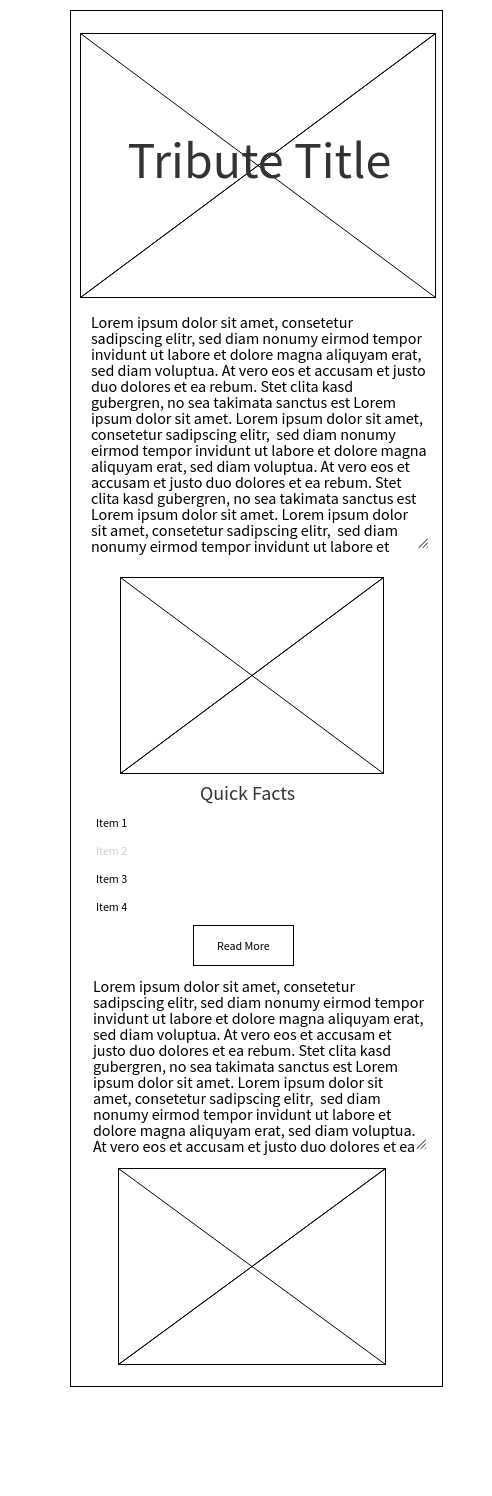 Tribute Title
Lorem ipsum dolor sit amet, consetetur
sadipscing elitr, sed diam nonumy eirmod tempor
invidunt ut labore et dolore magna aliquyam erat,
sed diam voluptua. At vero eos et accusam et justo
duo dolores et ea rebum. Stet clita kasd
gubergren, no sea takimata sanctus est Lorem
ipsum dolor sit amet. Lorem ipsum dolor sit amet,
consetetur sadipscing elitr,  sed diam nonumy
eirmod tempor invidunt ut labore et dolore magna
aliquyam erat, sed diam voluptua. At vero eos et
accusam et justo duo dolores et ea rebum. Stet
clita kasd gubergren, no sea takimata sanctus est
Lorem ipsum dolor sit amet. Lorem ipsum dolor
sit amet, consetetur sadipscing elitr,  sed diam
nonumy eirmod tempor invidunt ut labore et
Quick Facts
Item 1
Item 2
Item 3
Item 4
Read More
Lorem ipsum dolor sit amet, consetetur
sadipscing elitr, sed diam nonumy eirmod tempor
invidunt ut labore et dolore magna aliquyam erat,
sed diam voluptua. At vero eos et accusam et
justo duo dolores et ea rebum. Stet clita kasd
gubergren, no sea takimata sanctus est Lorem
ipsum dolor sit amet. Lorem ipsum dolor sit
amet, consetetur sadipscing elitr,  sed diam
nonumy eirmod tempor invidunt ut labore et
dolore magna aliquyam erat, sed diam voluptua.
At vero eos et accusam et justo duo dolores et ea